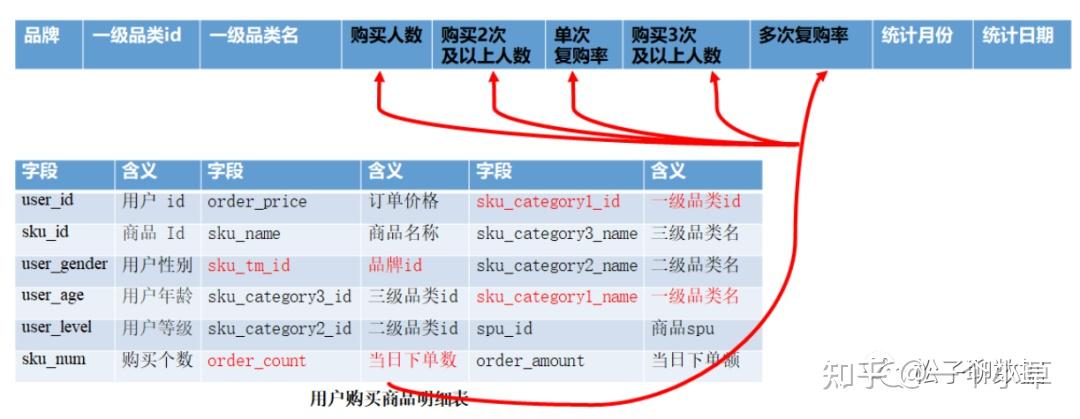 品牌 一级品类id 一级品类名 购买人数 购买2次 单次 购买3次 多次复购率 统计月份 统计日期
及以上人数 复购率 及以上人数
字段 含义 字段 含义 字段 含义
user_id 用户 id order_price 订单价格 sku_category1_id 一级品类id
sku_id 商品 Id sku_name 商品名称 sku_category3_name 三级品类名
user_gender 用户性别 sku_tm_id 品牌id sku_category2_name 二级品类名
user_age 用户年龄 sku_category3_id 三级品类id sku_category1_name 一级品类名
user_level 用户等级 sku_category2_id 二级品类id spu_id 商品spu
sku_num 购买个数 order_count 当日下单数 order_amount 当日下单额
用户购买商品明细表
知乎